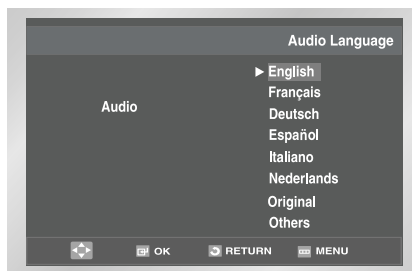 Audio Language
Audio
► English
Français
Deutsch
Español
Italiano
Nederlands
Original
Others
OK RETURN MENU